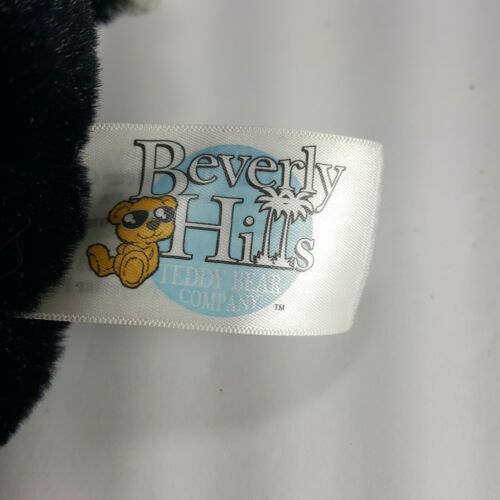 Beverly
Hills
TEDDY BEAR
COMPANY
TM